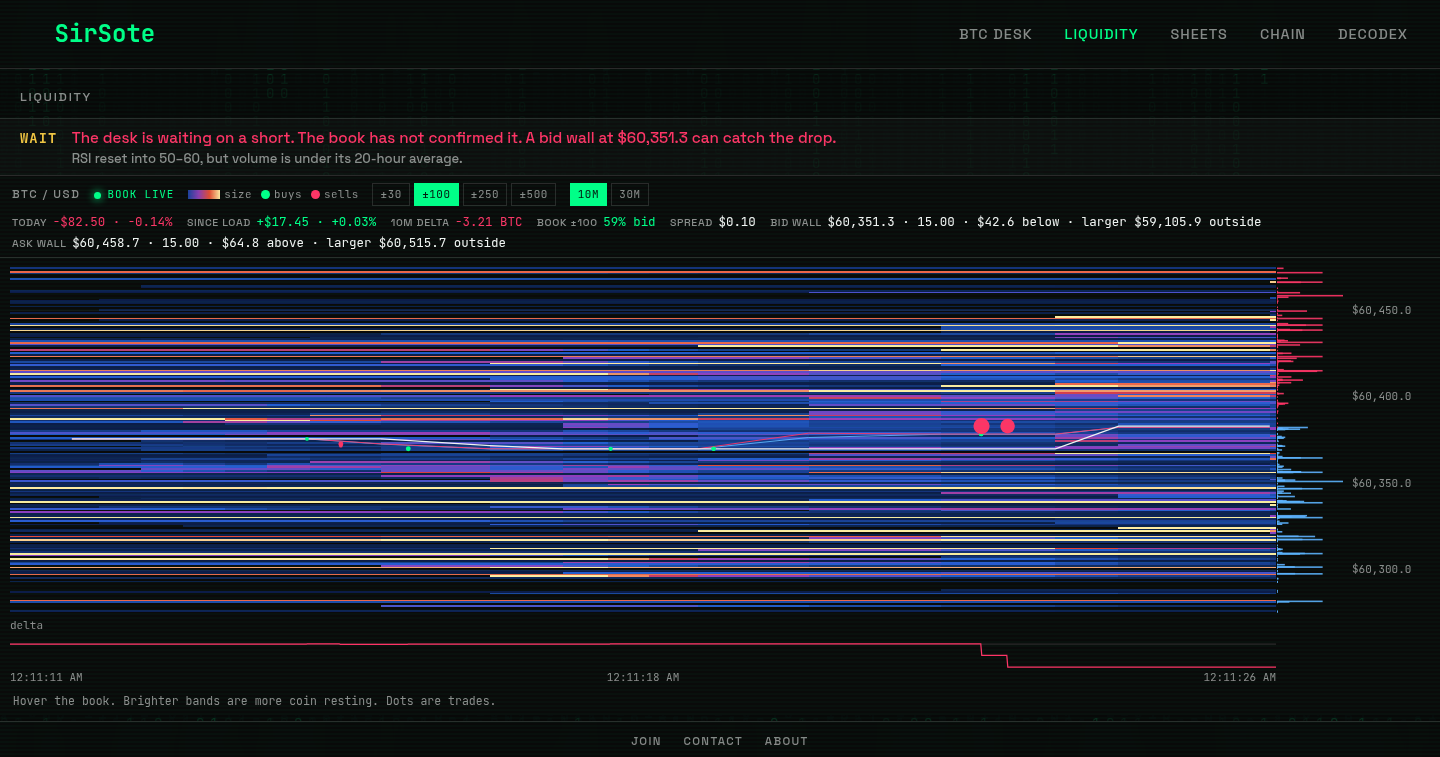 SirSote
BTC DESK LIQUIDITY SHEETS CHAIN DECODEX
LIQUIDITY
WAIT The desk is waiting on a short. The book has not confirmed it. A bid wall at $60,351.3 can catch the drop.
RSI reset into 50–60, but volume is under its 20-hour average.
BTC / USD BOOK LIVE size buys sells ±30 ±100 ±250 ±500 10M 30M
TODAY -$82.50 · -0.14% SINCE LOAD +$17.45 · +0.03% 10M DELTA -3.21 BTC BOOK ±100 59% bid SPREAD $0.10 BID WALL $60,351.3 · 15.00 · $42.6 below · larger $59,105.9 outside
ASK WALL $60,458.7 · 15.00 · $64.8 above · larger $60,515.7 outside
$60,450.0
$60,400.0
$60,350.0
$60,300.0
delta
12:11:11 AM 12:11:18 AM 12:11:26 AM
Hover the book. Brighter bands are more coin resting. Dots are trades.
JOIN CONTACT ABOUT